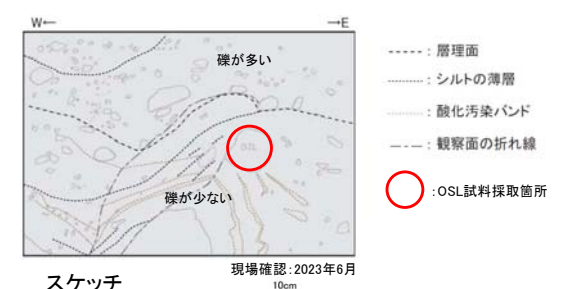 W← →E
礫が多い
OSL
礫が少ない
スケッチ
現場確認:2023年6月
10cm
-----:層理面
········:シルトの薄層
········:酸化汚染バンド
—·—·:観察面の折れ線
:OSL試料採取箇所